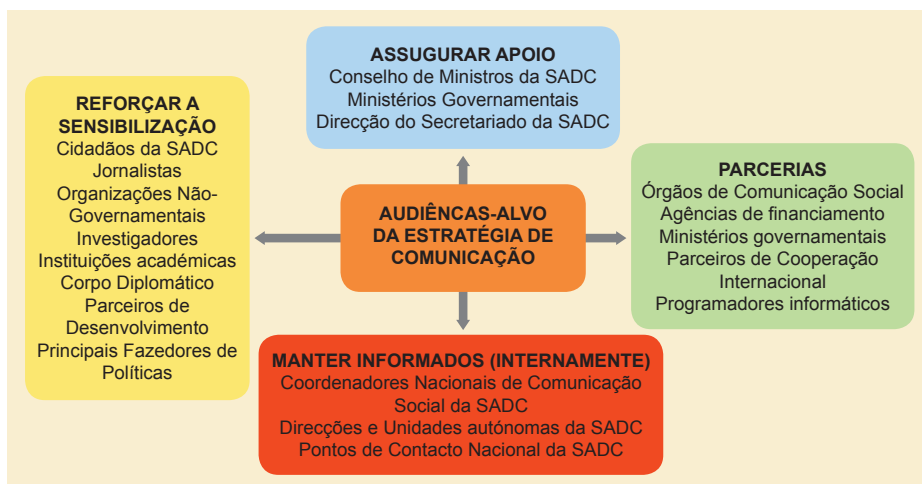 ASSUGURAR APOIO
Conselho de Ministros da SADC
Ministérios Governamentais
Direcção do Secretariado da SADC
REFORÇAR A
SENSIBILIZAÇÃO
Cidadãos da SADC
Jornalistas
Organizações Não-
Governamentais
Investigadores
Instituições académicas
Corpo Diplomático
Parceiros de
Desenvolvimento
Principais Fazedores de
Políticas
AUDIÊNCAS-ALVO
DA ESTRATÉGIA DE
COMUNICAÇÃO
PARCERIAS
Órgãos de Comunicação Social
Agências de financiamento
Ministérios governamentais
Parceiros de Cooperação
Internacional
Programadores informáticos
MANTER INFORMADOS (INTERNAMENTE)
Coordenadores Nacionais de Comunicação
Social da SADC
Direcções e Unidades autónomas da SADC
Pontos de Contacto Nacional da SADC